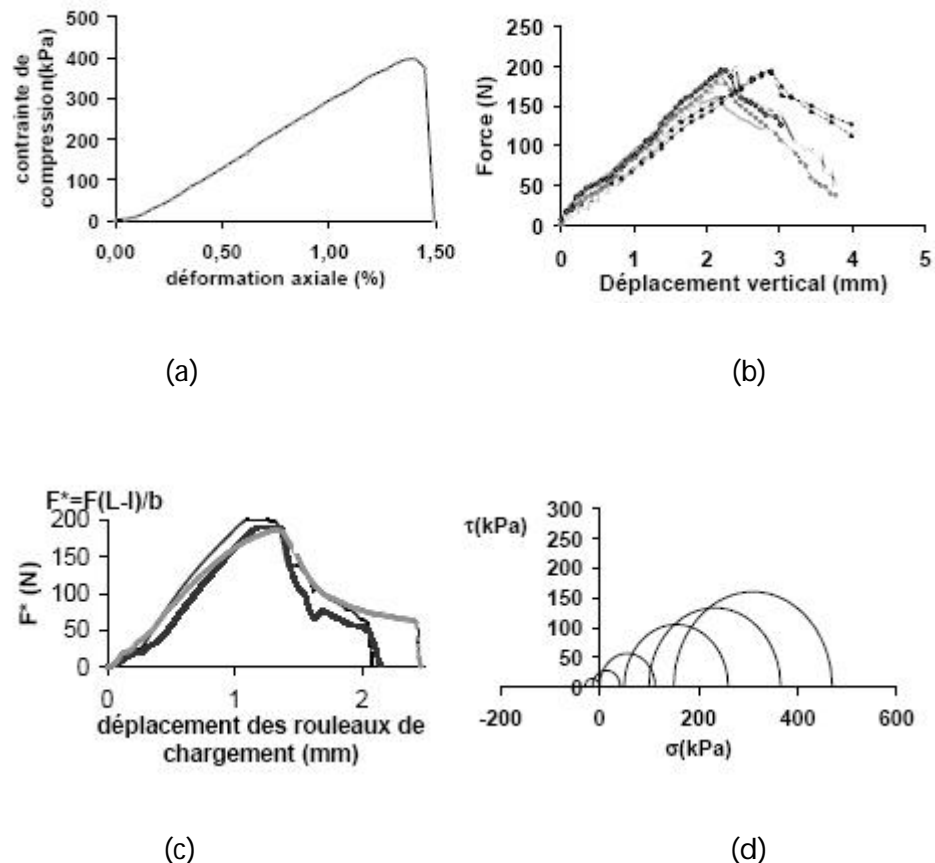 contrainte de
compression(kPa)
500
400
300
200
100
0
0,00
0,50
1,00
1,50
déformation axiale (%)
(a)
Force (N)
250
200
150
100
50
0
0
1
2
3
4
5
Déplacement vertical (mm)
(b)
F*=F(L-l)/b
F* (N)
200
150
100
50
0
0
1
2
déplacement des rouleaux de
chargement (mm)
(c)
τ(kPa)
300
250
200
150
100
50
0
-200
0
200
400
600
σ(kPa)
(d)